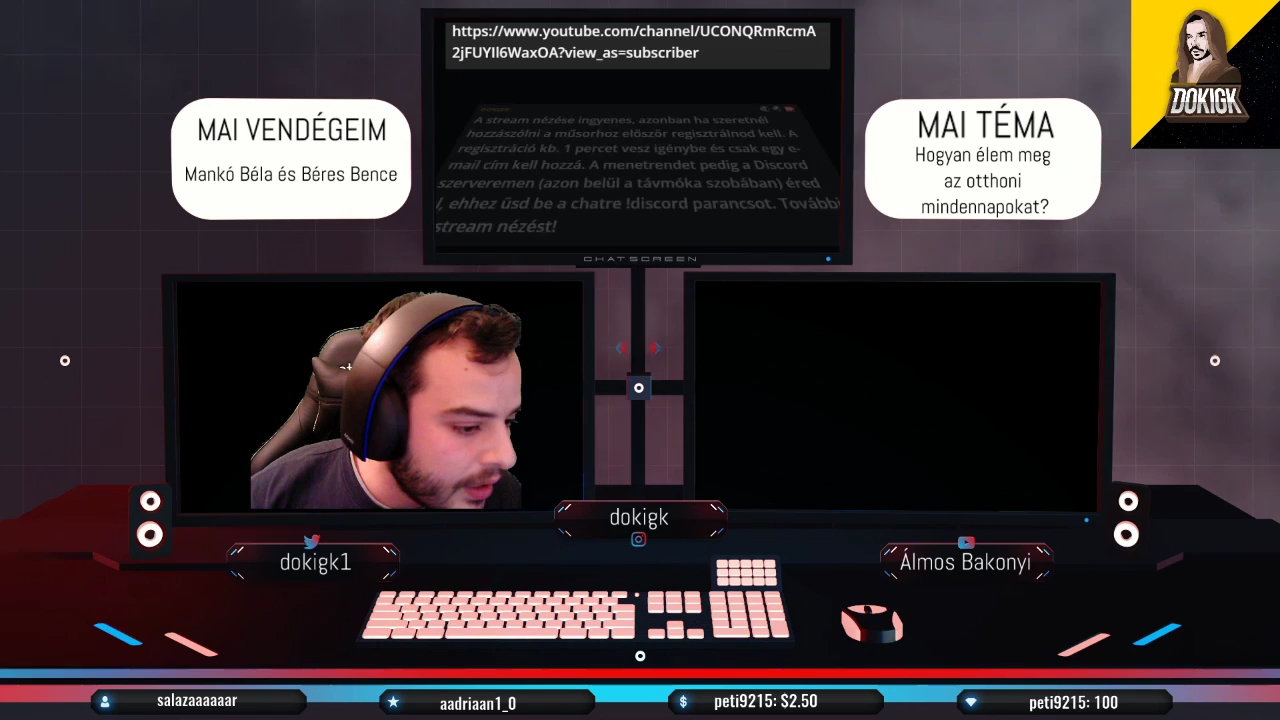 https://www.youtube.com/channel/UCONQRmRcmA
2jFUYIl6WaxOA?view_as=subscriber
A stream nézése ingyenes, azonban ha szeretnél
hozzászólni a műsorhoz először regisztrálnod kell. A
regisztráció kb. 1 percet vesz igénybe és csak egy e-
mail cím kell hozzá. A menetrendet pedig a Discord
szerveremen (azon belül a távmóka szobában) éred
, ehhez üsd be a chatre !discord parancsot. További
stream nézést!
CHATSCREEN
MAI VENDÉGEIM
Mankó Béla és Béres Bence
MAI TÉMA
Hogyan élem meg
az otthoni
mindennapokat?
DOKIGK
dokigk
dokigk1
Álmos Bakonyi
salazaaaaar
aadriaan1_0
peti9215: $2.50
peti9215: 100